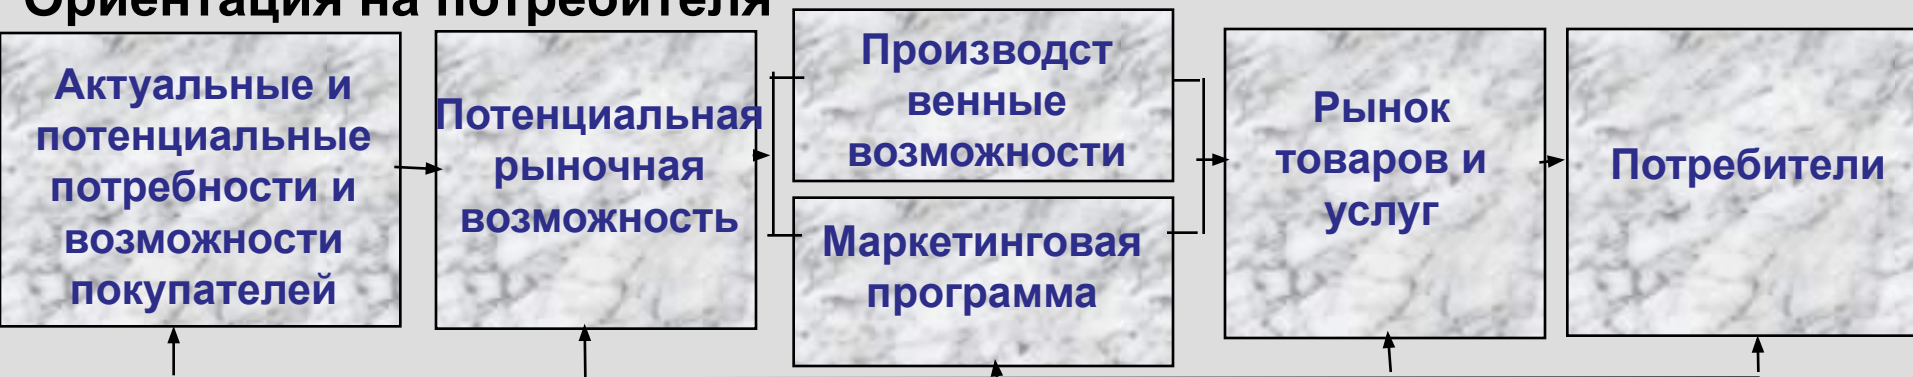 Ориентация на потребителя
Актуальные и
потенциальные
потребности и
возможности
покупателей
Потенциальная
рыночная
возможность
Производст
венные
возможности
Маркетинговая
программа
Рынок
товаров и
услуг
Потребители